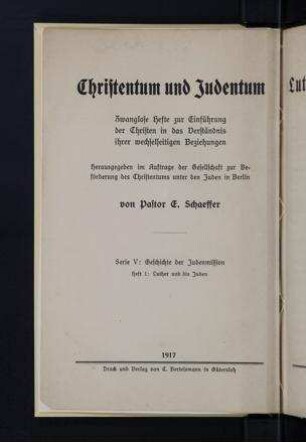 Christentum und Judentum
Zwanglose Hefte zur Einführung
der Christen in das Verständnis
ihrer wechselseitigen Beziehungen
Herausgegeben im Auftrage der Gesellschaft zur Be-
förderung des Christentums unter den Juden in Berlin
von Pastor E. Schaeffer
Serie V: Geschichte der Judenmission
Heft 1: Luther und die Juden
1917
Druck und Verlag von C. Bertelsmann in Gütersloh
Lut